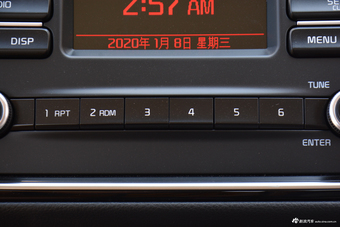 2:57 AM
DISP
MENU
2020年 1月 8日 星期三
TUNE
1 RPT 2 RDM 3 4 5 6
ENTER